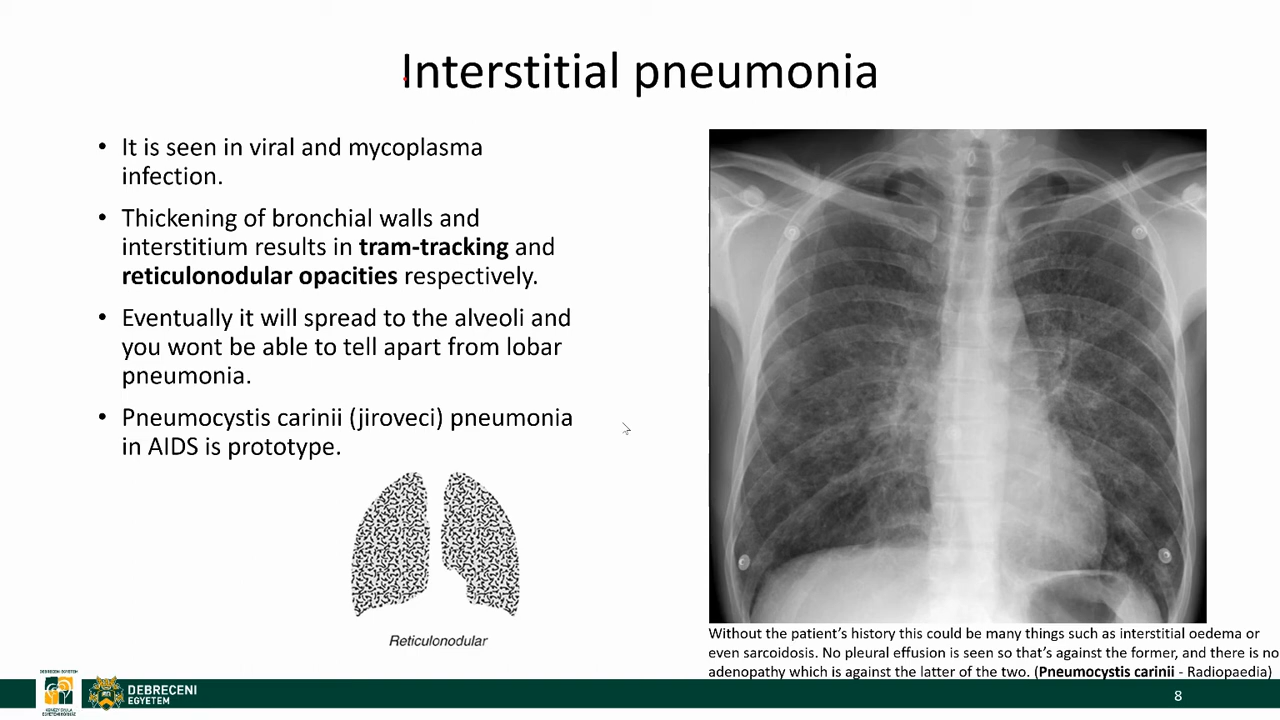 Interstitial pneumonia
• It is seen in viral and mycoplasma
infection.
• Thickening of bronchial walls and
interstitium results in tram-tracking and
reticulonodular opacities respectively.
• Eventually it will spread to the alveoli and
you wont be able to tell apart from lobar
pneumonia.
• Pneumocystis carinii (jiroveci) pneumonia
in AIDS is prototype.
Reticulonodular
Without the patient’s history this could be many things such as interstitial oedema or
even sarcoidosis. No pleural effusion is seen so that’s against the former, and there is no
adenopathy which is against the latter of the two. (Pneumocystis carinii - Radiopaedia)
DEBRECENI EGYETEM
DEBRECENI
EGYETEM
8